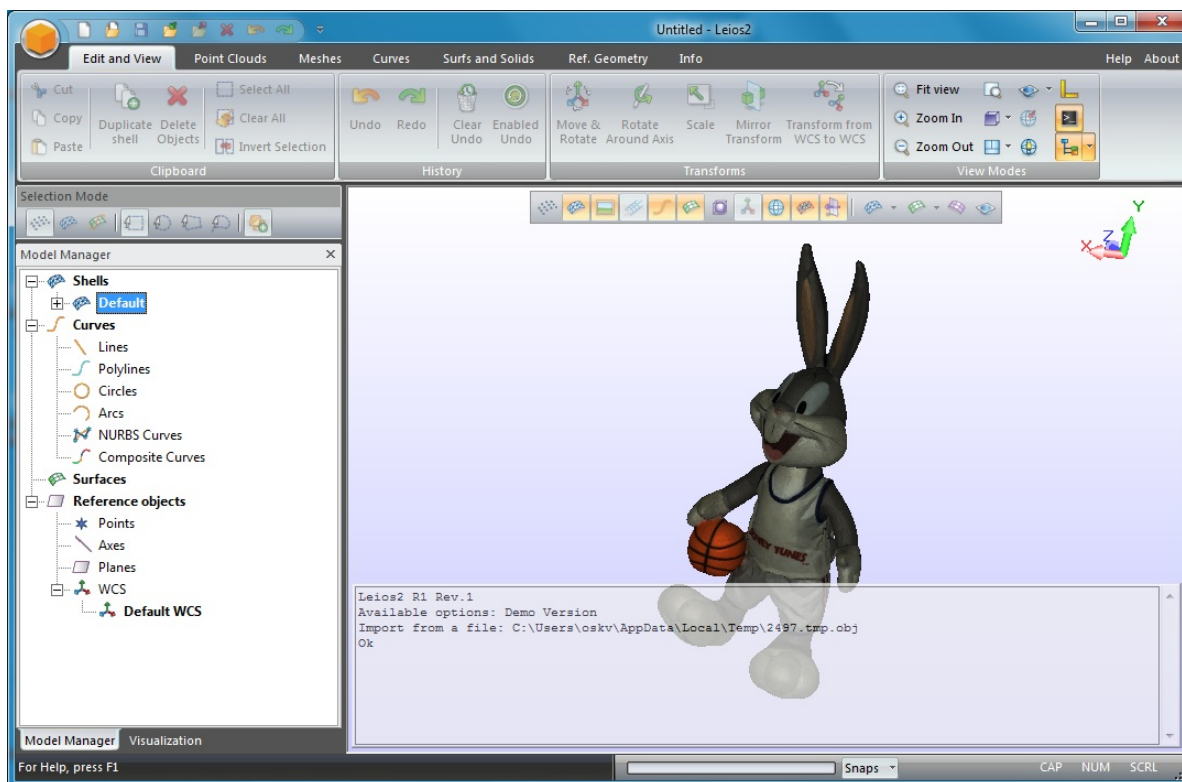 Untitled - Leios2
Edit and View Point Clouds Meshes Curves Surfs and Solids Ref. Geometry Info Help About
Cut
Copy
Paste
Duplicate shell
Delete Objects
Select All
Clear All
Invert Selection
Clipboard
Undo
Redo
Clear Undo
Enabled Undo
History
Move & Rotate
Rotate Around Axis
Scale
Mirror Transform
Transform from WCS to WCS
Transforms
Fit view
Zoom In
Zoom Out
View Modes
Selection Mode
Model Manager
Shells
Default
Curves
Lines
Polylines
Circles
Arcs
NURBS Curves
Composite Curves
Surfaces
Reference objects
Points
Axes
Planes
WCS
Default WCS
Model Manager Visualization
Y
Z
X
TUNES
Leios2 R1 Rev.1
Available options: Demo Version
Import from a file: C:\Users\oskv\AppData\Local\Temp\2497.tmp.obj
Ok
For Help, press F1
Snaps
CAP NUM SCRL